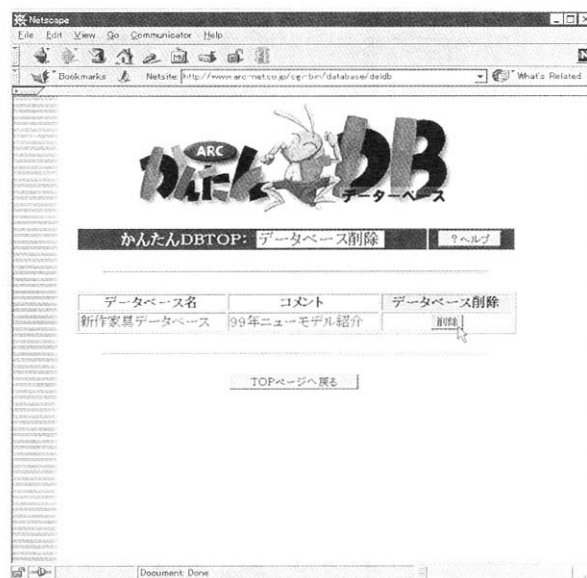 Netscape
File Edit View Go Communicator Help
Bookmarks Netsite: http://www.arc-net.co.jp/cgi-bin/database/deldb What's Related
ARC
かんたんDB
データーベース
かんたんDBTOP: データベース削除 ?ヘルプ
データベース名 コメント データベース削除
新作家具データベース 99年ニューモデル紹介 削除
TOPページへ戻る
Document: Done